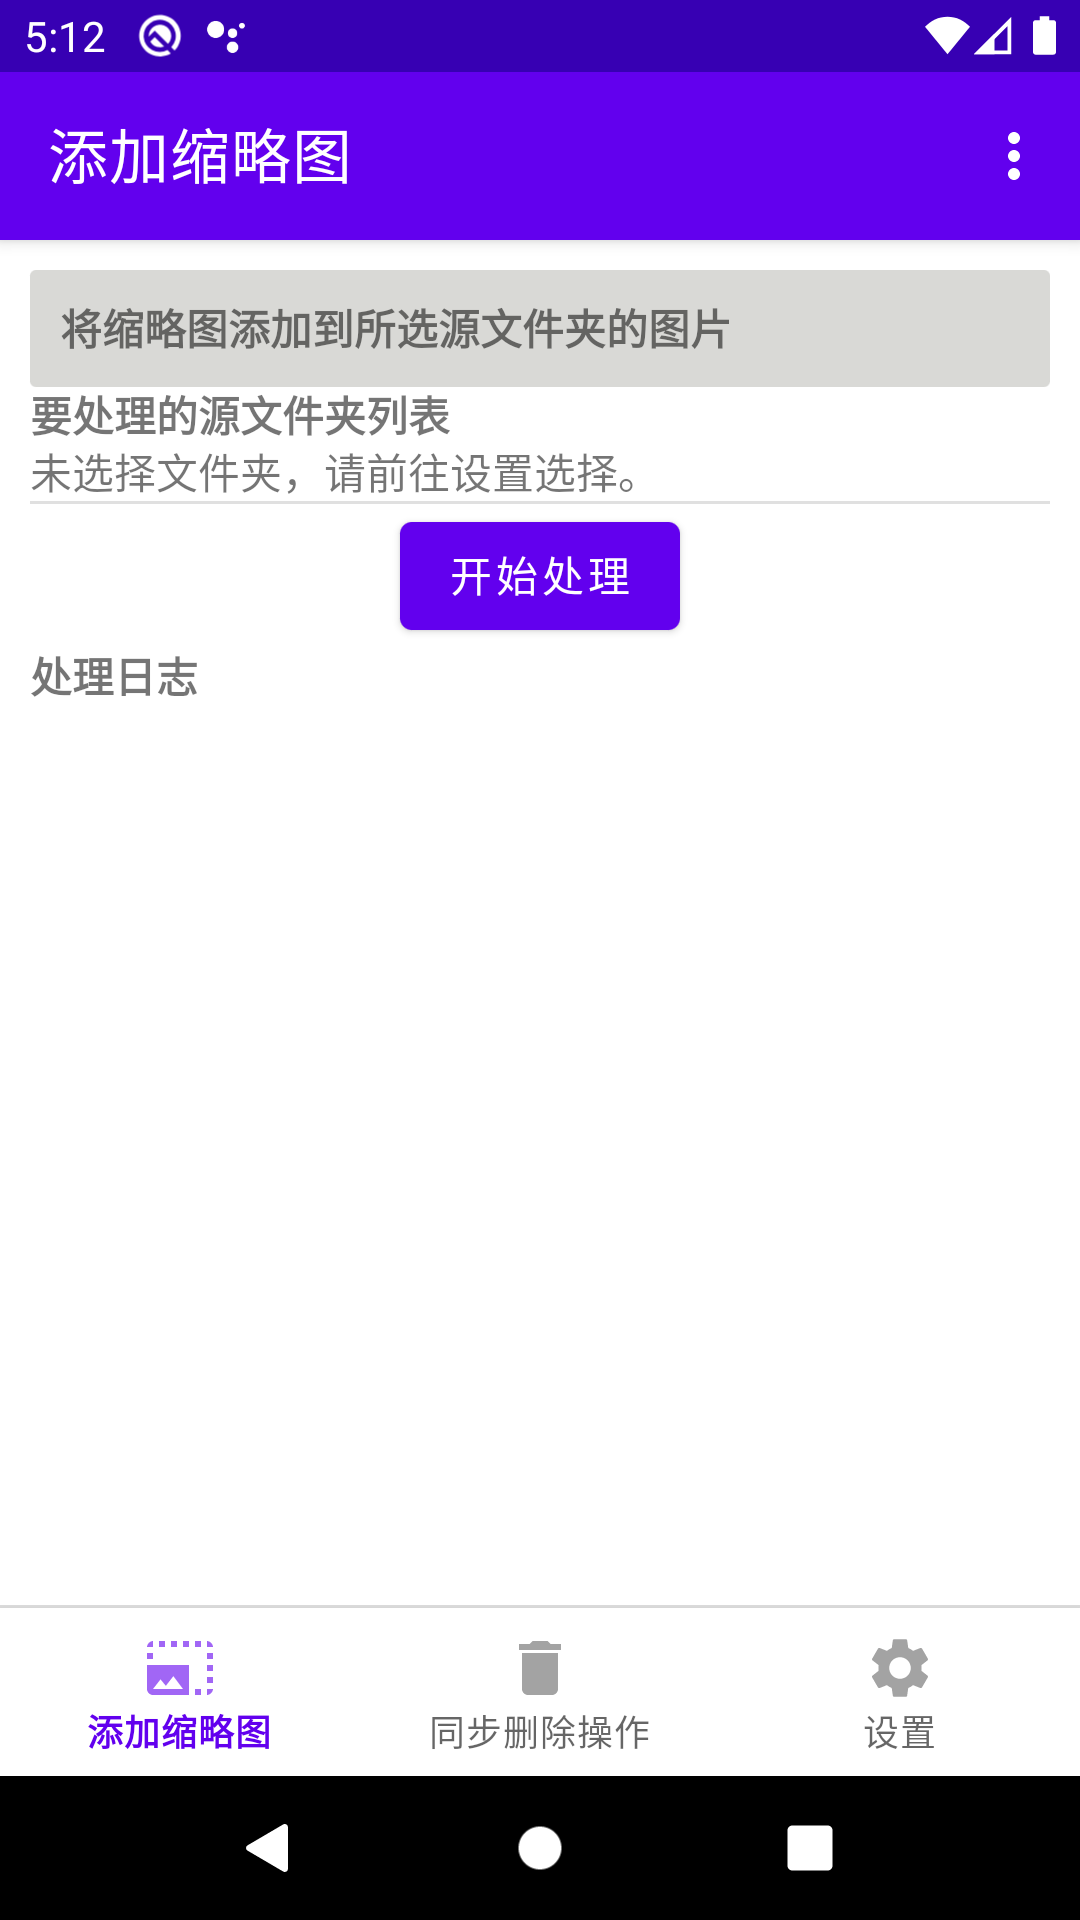 5:12
添加缩略图
将缩略图添加到所选源文件夹的图片
要处理的源文件夹列表
未选择文件夹，请前往设置选择。
开始处理
处理日志
添加缩略图
同步删除操作
设置